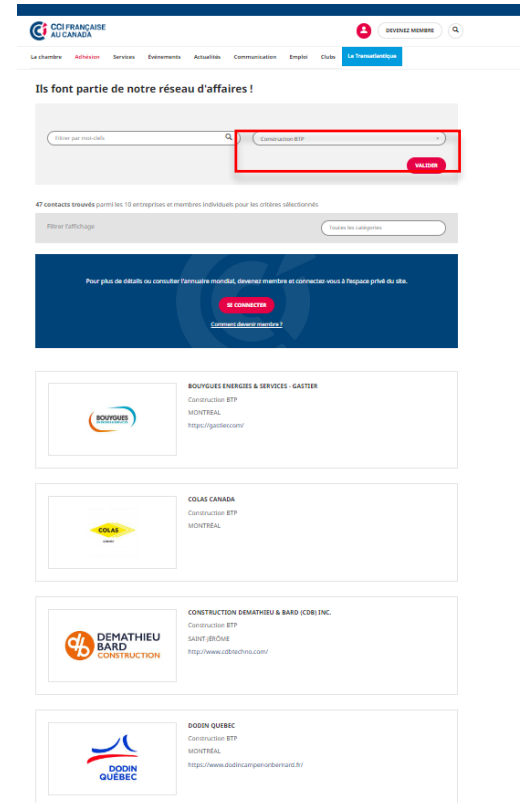 CCI FRANÇAISE
AU CANADA
DEVENEZ MEMBRE
La chambre Adhésion Services Evénements Actualités Communication Emploi Clubs La Transatlantique
Ils font partie de notre réseau d'affaires !
Filtrer par mot-clefs
Construction BTP
VALIDER
47 contacts trouvés parmi les 10 entreprises et membres individuels pour les critères sélectionnés
Filtrer l'affichage
Toutes les catégories
Pour plus de détails ou consulter l'annuaire mondial, devenez membre et connectez-vous à l'espace privé du site.
SE CONNECTER
Comment devenir membre ?
BOUYGUES
BOUYGUES ENERGIES & SERVICES - GASTIER
Construction BTP
MONTREAL
https://gastier.com/
COLAS
COLAS CANADA
Construction BTP
MONTRÉAL
DEMATHIEU
BARD
CONSTRUCTION
CONSTRUCTION DEMATHIEU & BARD (CDB) INC.
Construction BTP
SAINT-JÉRÔME
http://www.cdbtechno.com/
DODIN
QUÉBEC
DODIN QUEBEC
Construction BTP
MONTRÉAL
https://www.dodincampenonbernard.fr/